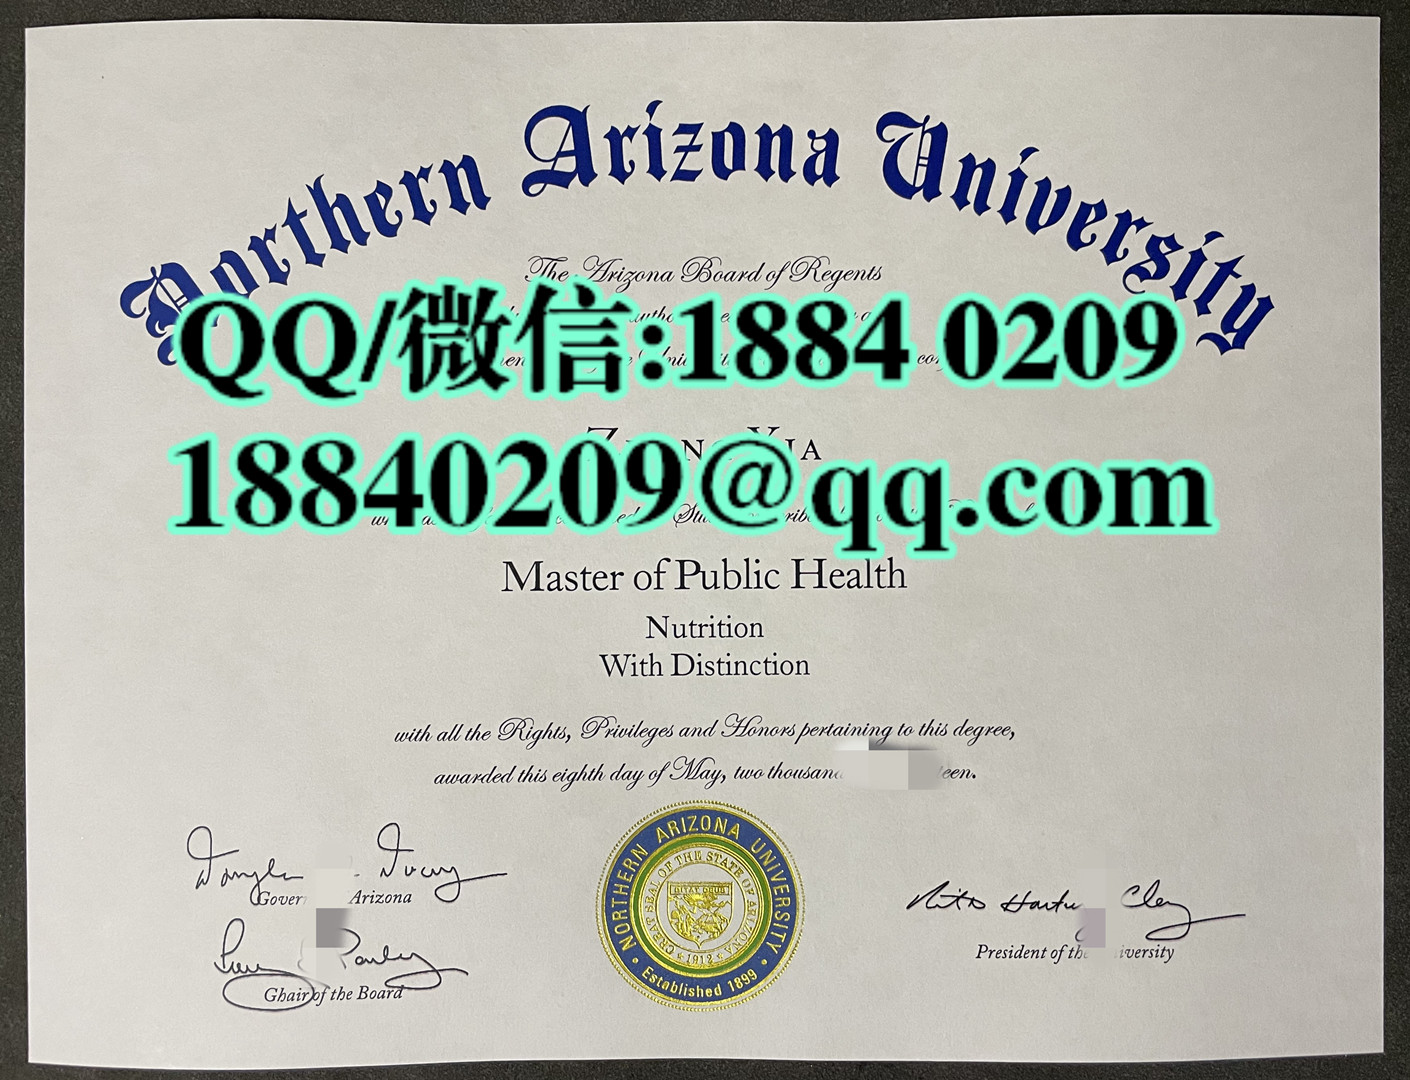 Northern Arizona University
The Arizona Board of Regents
QQ/微信:1884 0209
18840209@qq.com
Master of Public Health
Nutrition
With Distinction
with all the Rights, Privileges and Honors pertaining to this degree,
awarded this eighth day of May, two thousand
Arizona
Ghair of the Board
President of the
NORTHERN ARIZONA UNIVERSITY
GREAT SEAL OF THE STATE OF ARIZONA
DITAT DEUS
1912
Established 1899